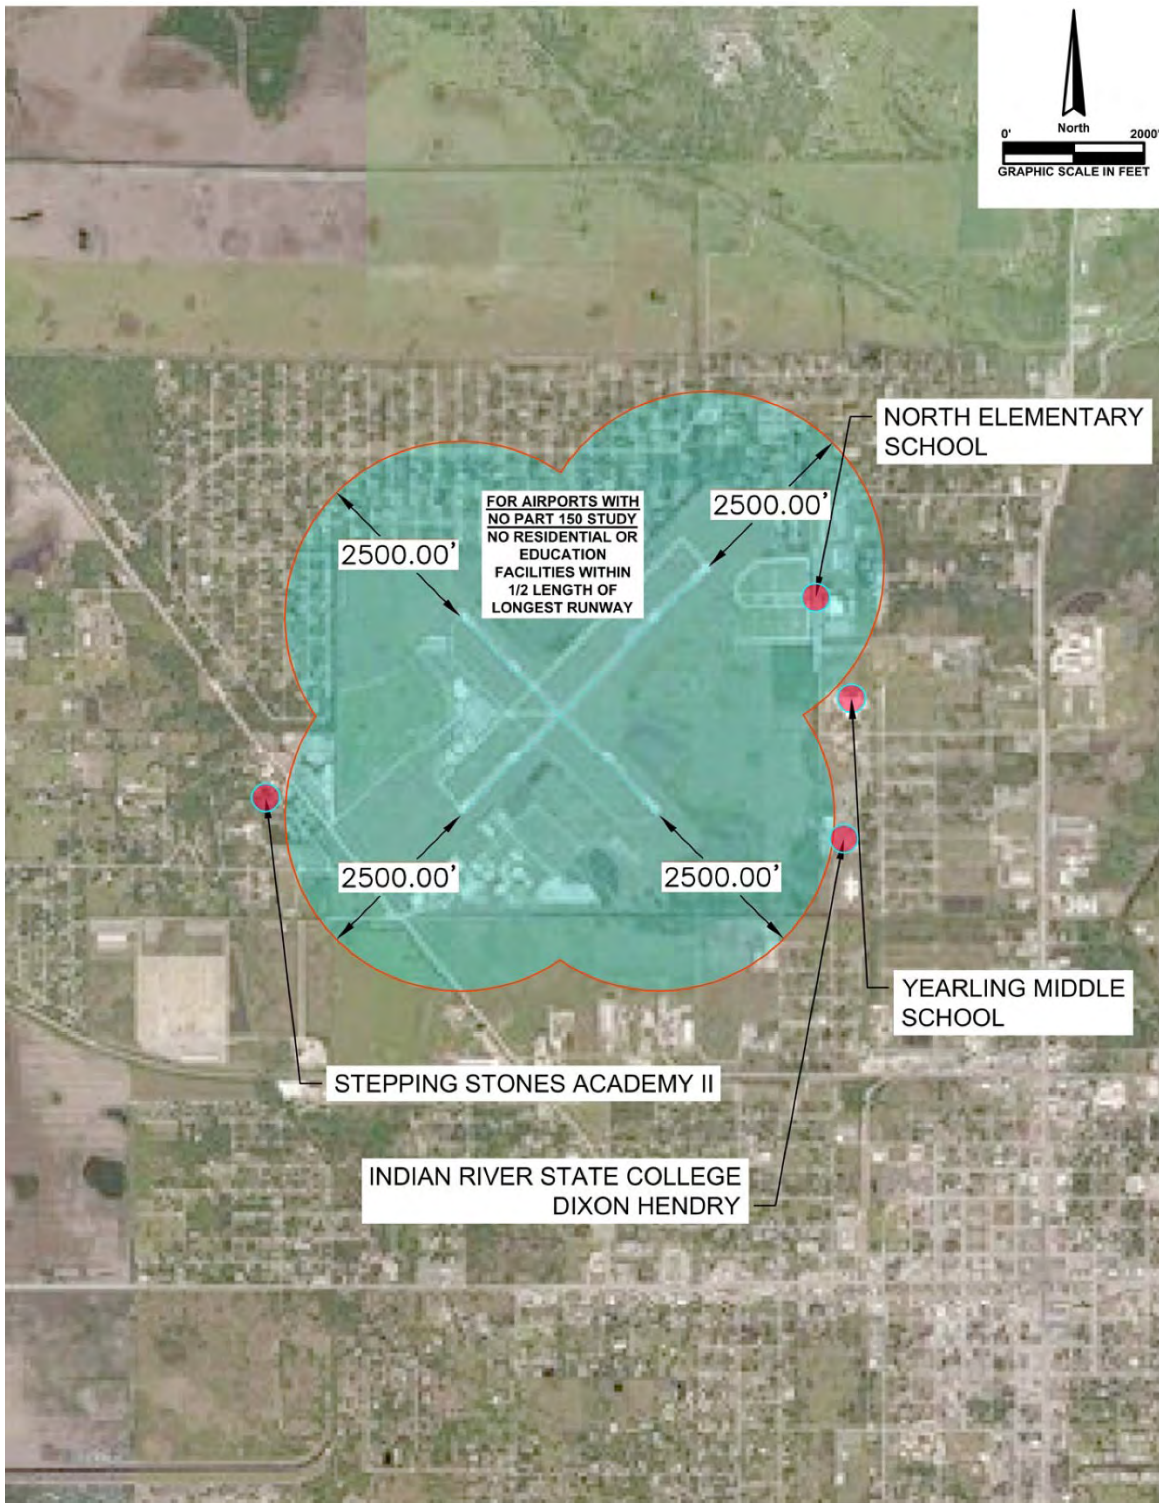 North
0' 2000'
GRAPHIC SCALE IN FEET
NORTH ELEMENTARY
SCHOOL
FOR AIRPORTS WITH
NO PART 150 STUDY
NO RESIDENTIAL OR
EDUCATION
FACILITIES WITHIN
1/2 LENGTH OF
LONGEST RUNWAY
2500.00'
2500.00'
2500.00'
2500.00'
YEARLING MIDDLE
SCHOOL
STEPPING STONES ACADEMY II
INDIAN RIVER STATE COLLEGE
DIXON HENDRY